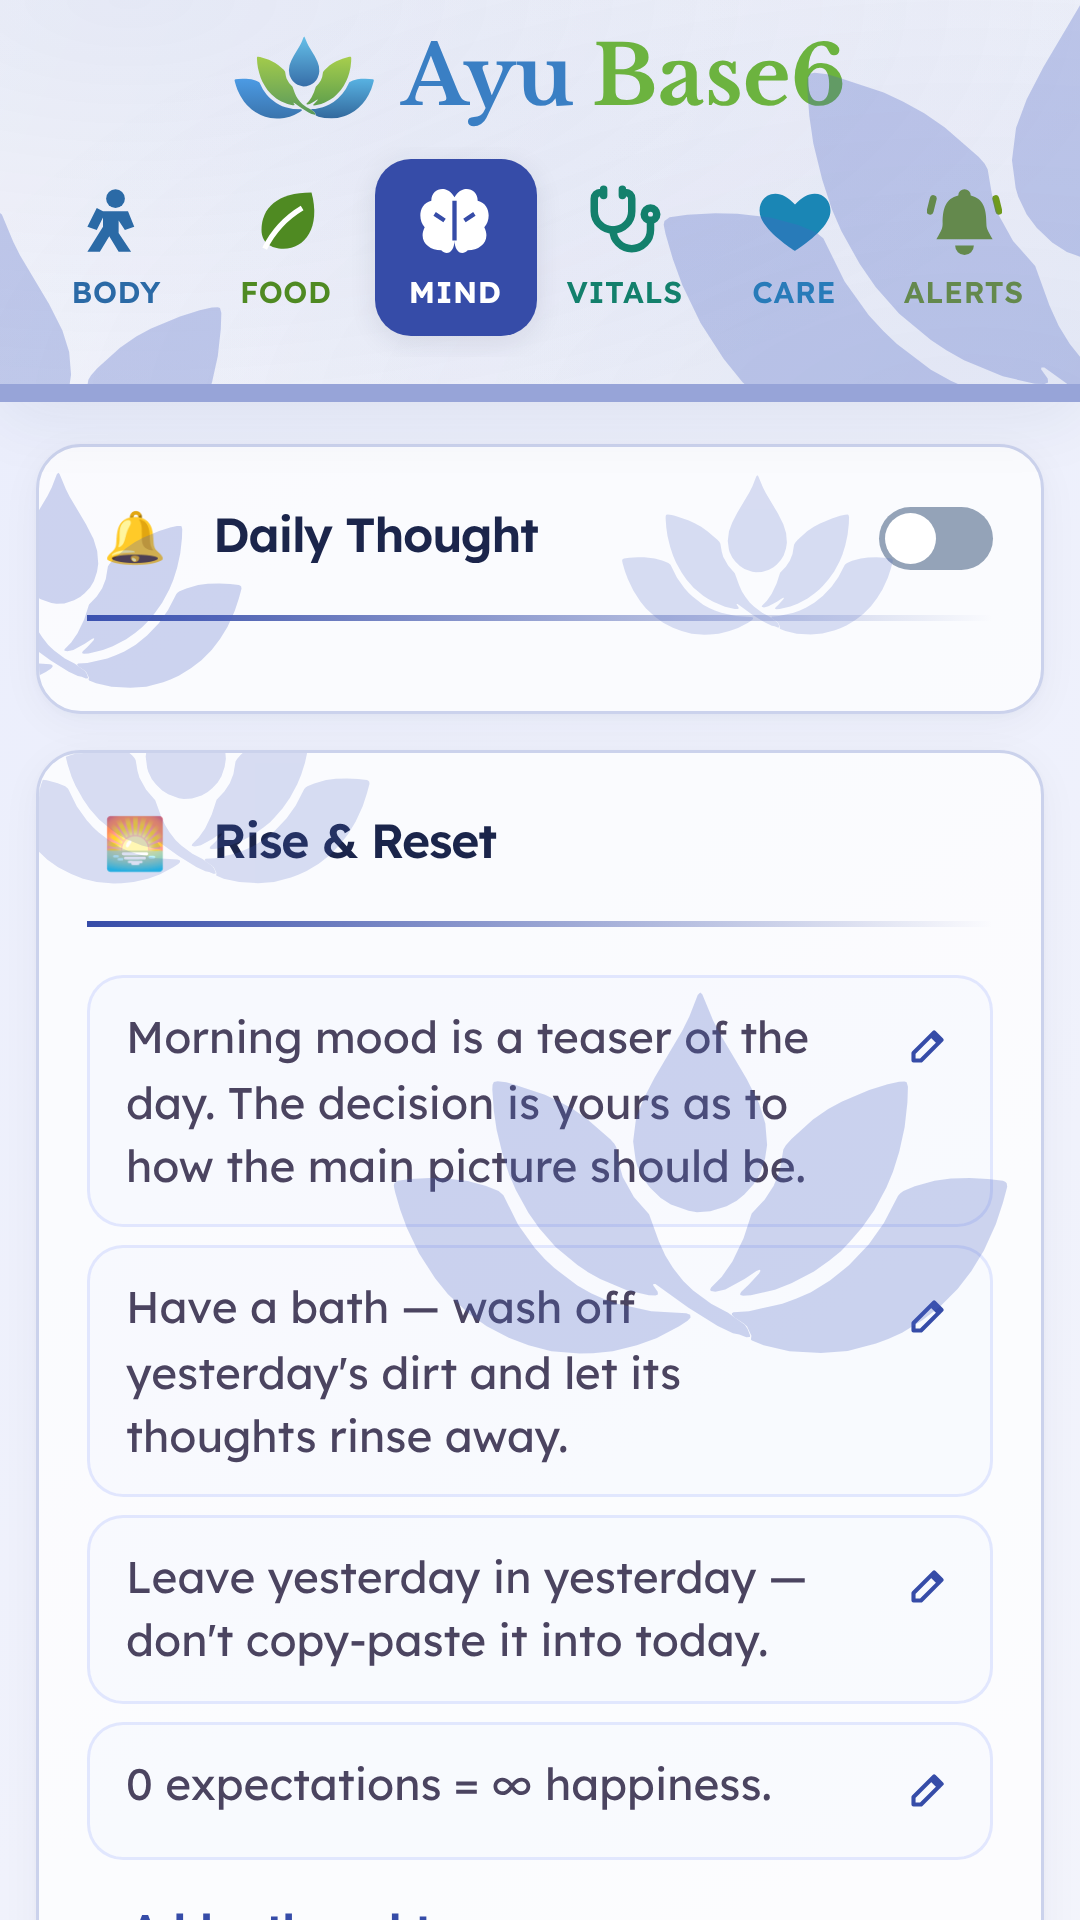 Ayu Base6
BODY
FOOD
MIND
VITALS
CARE
ALERTS
Daily Thought
Rise & Reset
Morning mood is a teaser of the
day. The decision is yours as to
how the main picture should be.
Have a bath — wash off
yesterday's dirt and let its
thoughts rinse away.
Leave yesterday in yesterday —
don't copy-paste it into today.
0 expectations = ∞ happiness.